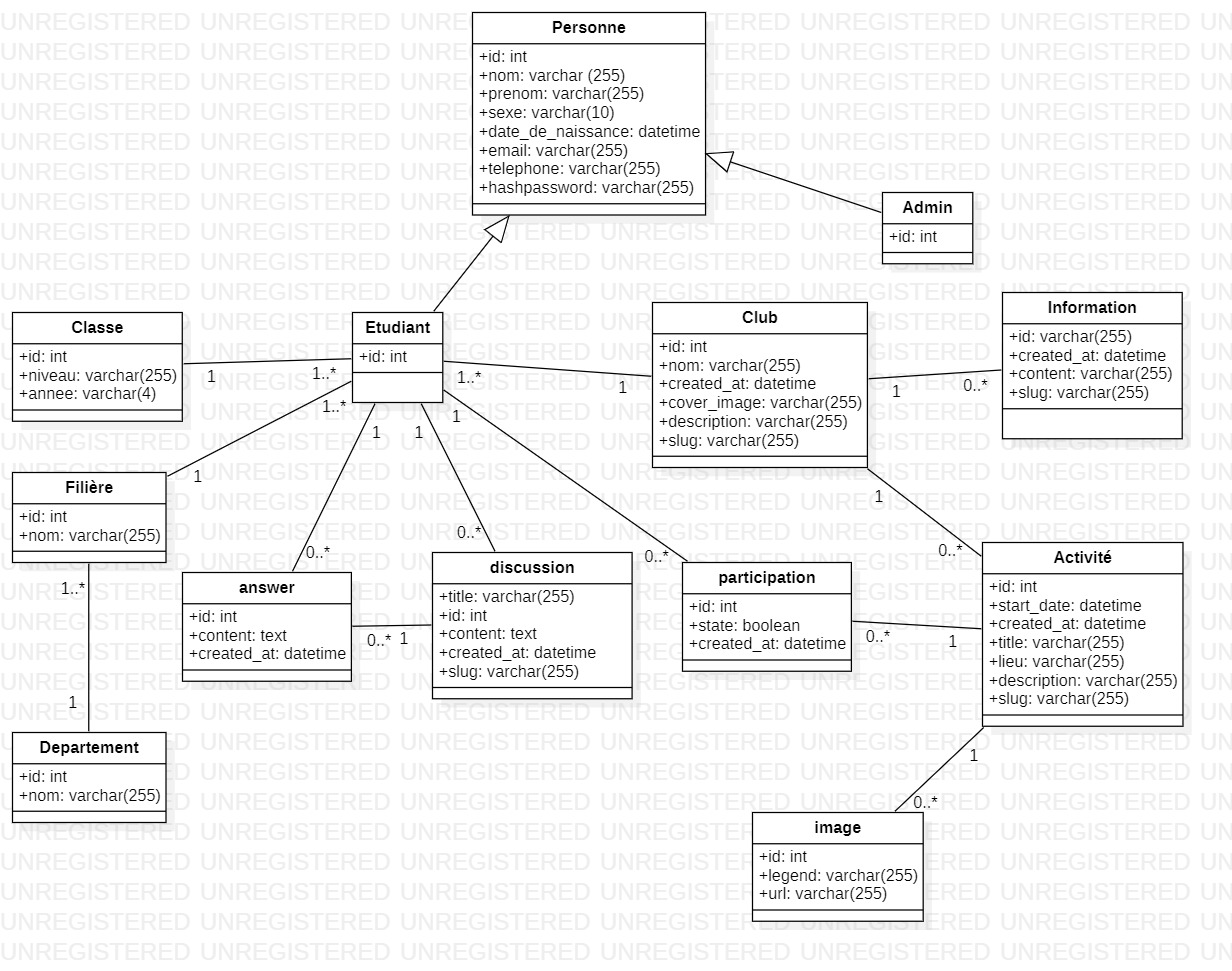 Personne
+id: int
+nom: varchar (255)
+prenom: varchar(255)
+sexe: varchar(10)
+date_de_naissance: datetime
+email: varchar(255)
+telephone: varchar(255)
+hashpassword: varchar(255)
Admin
+id: int
Classe
+id: int
+niveau: varchar(255)
+annee: varchar(4)
1
1..*
Etudiant
+id: int
1..*
1
Club
+id: int
+nom: varchar(255)
+created_at: datetime
+cover_image: varchar(255)
+description: varchar(255)
+slug: varchar(255)
1
0..*
Information
+id: varchar(255)
+created_at: datetime
+content: varchar(255)
+slug: varchar(255)
1..*
1
1
1
1
1
Filière
+id: int
+nom: varchar(255)
0..*
0..*
0..*
1
0..*
answer
+id: int
+content: text
+created_at: datetime
0..*
1
discussion
+title: varchar(255)
+id: int
+content: text
+created_at: datetime
+slug: varchar(255)
participation
+id: int
+state: boolean
+created_at: datetime
0..*
1
Activité
+id: int
+start_date: datetime
+created_at: datetime
+title: varchar(255)
+lieu: varchar(255)
+description: varchar(255)
+slug: varchar(255)
1..*
1
Departement
+id: int
+nom: varchar(255)
1
0..*
image
+id: int
+legend: varchar(255)
+url: varchar(255)
UNREGISTERED